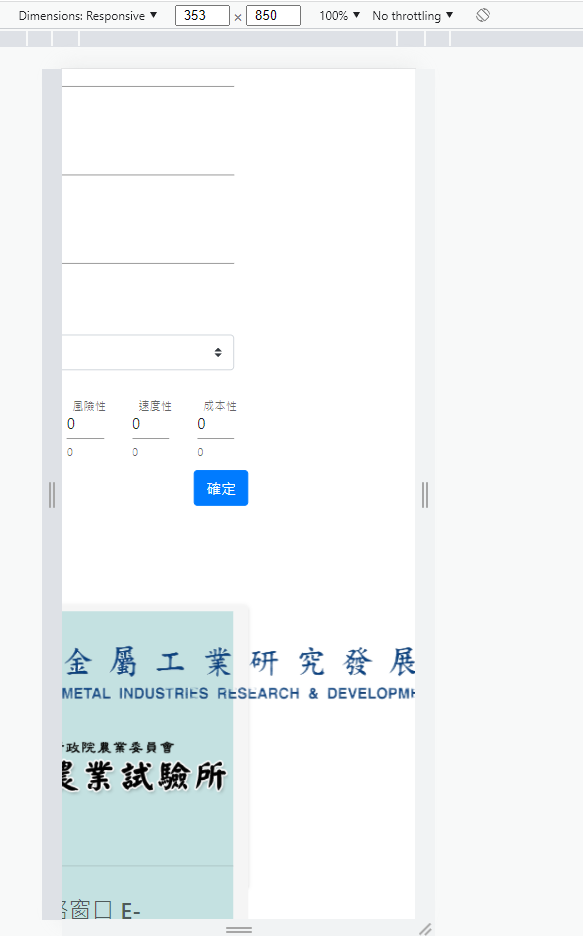 Dimensions: Responsive ▼ 353 × 850 100% ▼ No throttling ▼
風險性 速度性 成本性
0 0 0
0 0 0
確定
金屬工業研究發展
METAL INDUSTRIES RESEARCH & DEVELOPM
政院農業委員會
農業試驗所
務窗口 E-